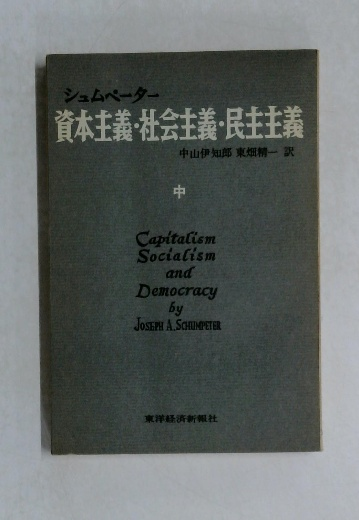 シュムペーター
資本主義・社会主義・民主主義
中山伊知郎 東畑精一 訳
中
Capitalism
Socialism
and
Democracy
by
JOSEPH A. SCHUMPETER
東洋経済新報社